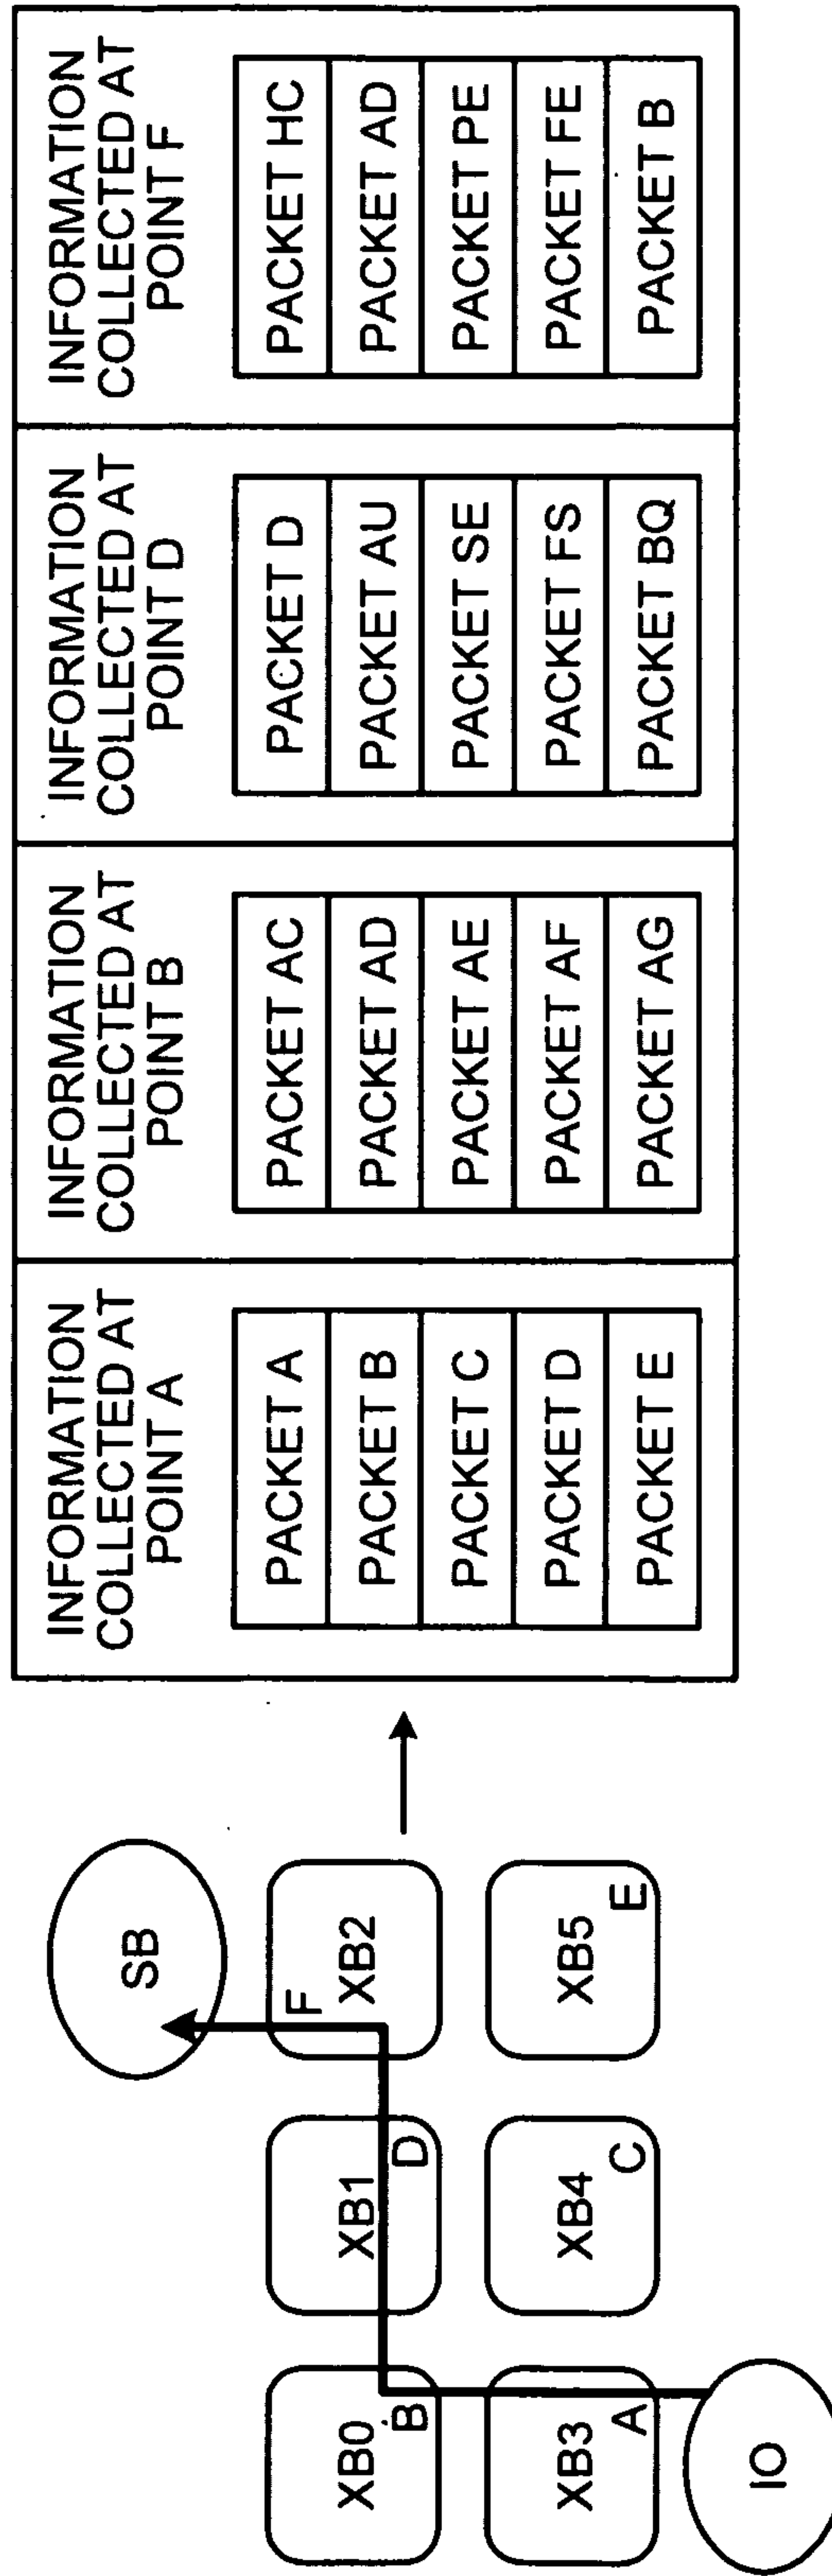 SB
F
XB0
XB1
XB2
B
D
XB3
XB4
XB5
A
C
E
IO
INFORMATION
COLLECTED AT
POINT A
PACKET A
PACKET B
PACKET C
PACKET D
PACKET E
INFORMATION
COLLECTED AT
POINT B
PACKET AC
PACKET AD
PACKET AE
PACKET AF
PACKET AG
INFORMATION
COLLECTED AT
POINT D
PACKET D
PACKET AU
PACKET SE
PACKET FS
PACKET BQ
INFORMATION
COLLECTED AT
POINT F
PACKET HC
PACKET AD
PACKET PE
PACKET FE
PACKET B